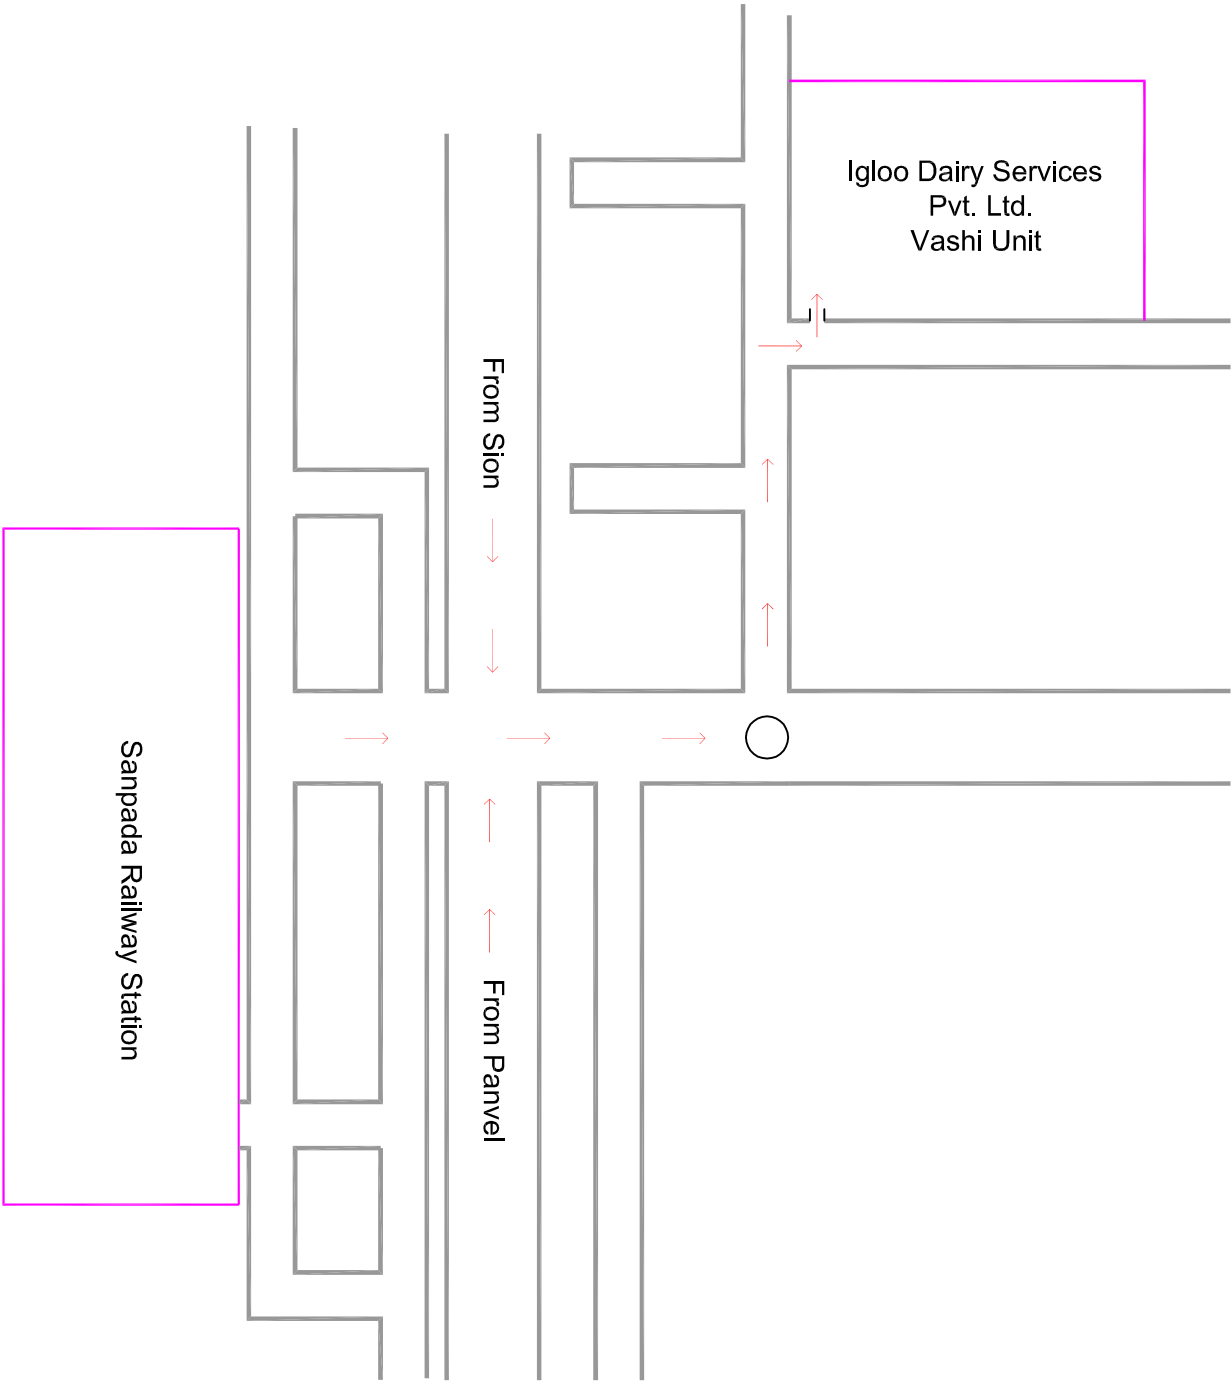 Igloo Dairy Services
Pvt. Ltd.
Vashi Unit
From Sion
Sanpada Railway Station
From Panvel